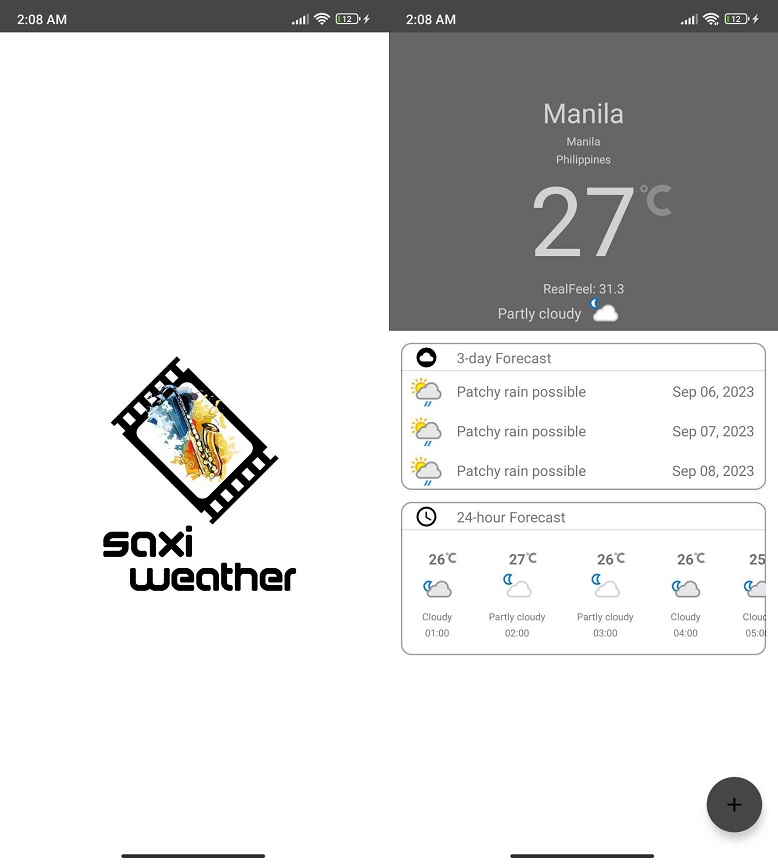 2:08 AM
12
saxi
weather
2:08 AM
12
Manila
Manila
Philippines
27°C
RealFeel: 31.3
Partly cloudy
3-day Forecast
Patchy rain possible Sep 06, 2023
Patchy rain possible Sep 07, 2023
Patchy rain possible Sep 08, 2023
24-hour Forecast
26℃ 27℃ 26℃ 26℃ 25
Cloudy Partly cloudy Partly cloudy Cloudy Cloud
01:00 02:00 03:00 04:00 05:0
+